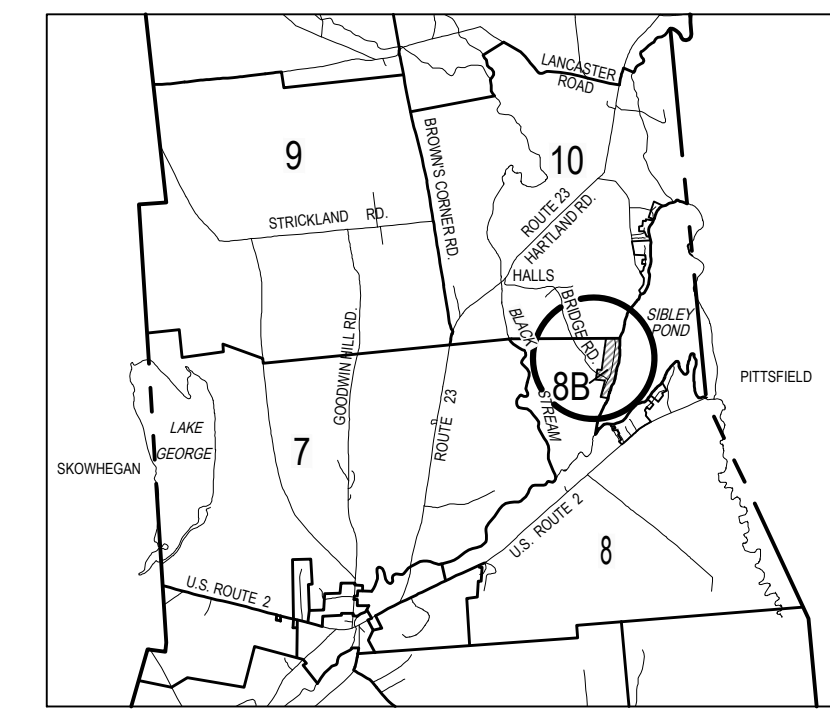 LANCASTER
ROAD
9
10
BROWN'S CORNER RD.
STRICKLAND RD.
ROUTE 23
HARTLAND RD.
HALLS
BRIDGE RD.
BLACK
STREAM
SIBLEY
POND
8B
PITTSFIELD
GOODWIN HILL RD.
ROUTE 23
LAKE
GEORGE
7
SKOWHEGAN
U.S. ROUTE 2
8
U.S. ROUTE 2